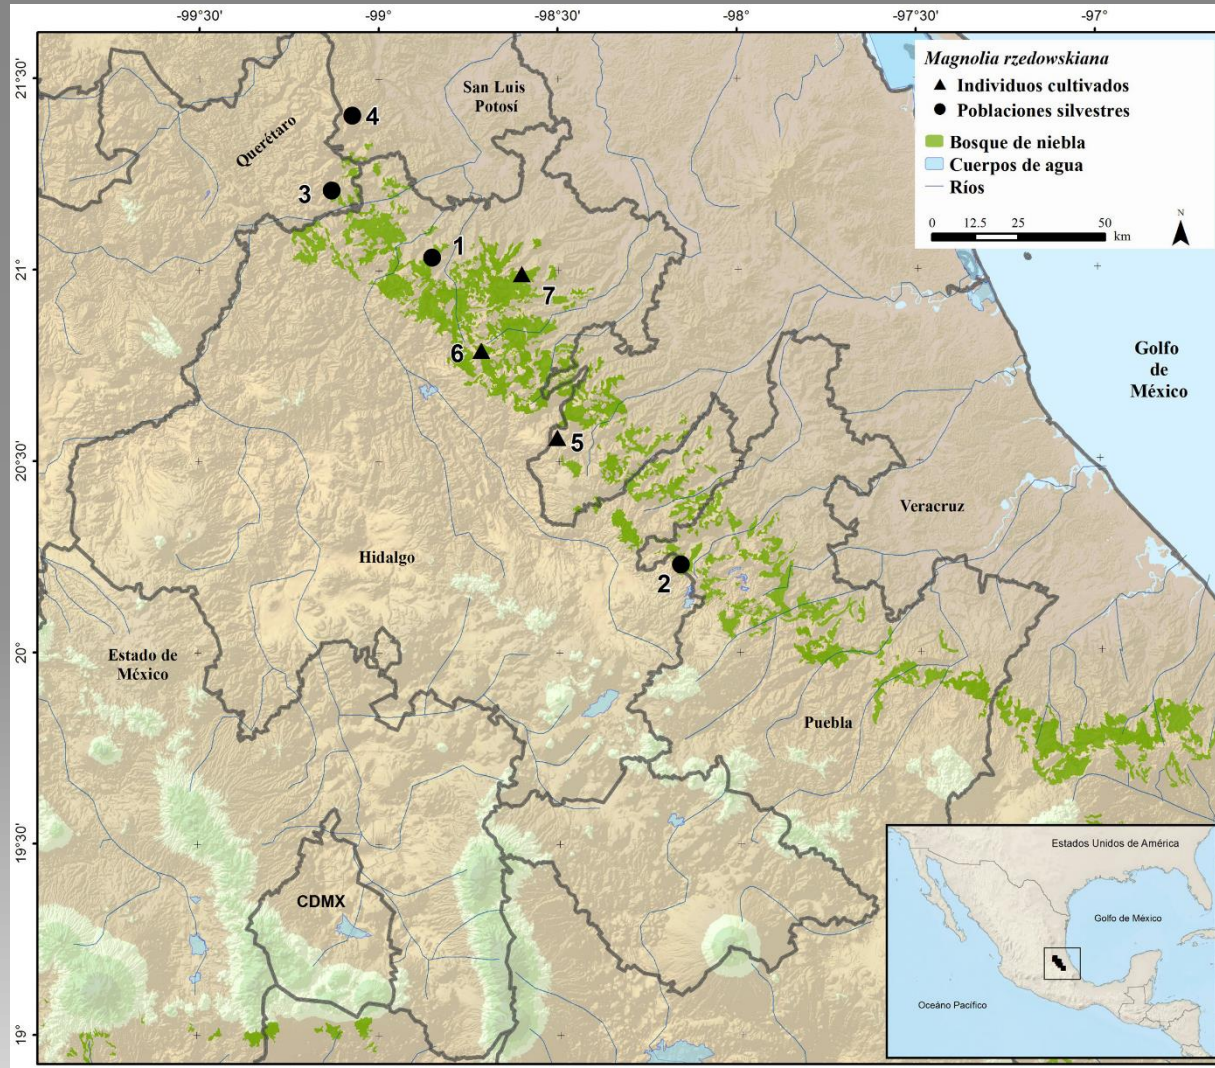 -99°30'
-99°
-98°30'
-98°
-97°30'
-97°
21°30'
21°
20°30'
20°
19°30'
19°
Magnolia rzedowskiana
Individuos cultivados
Poblaciones silvestres
Bosque de niebla
Cuerpos de agua
Ríos
0 12.5 25 50
km
N
San Luis
Potosí
Querétaro
4
3
1
7
6
5
2
Golfo
de
México
Veracruz
Hidalgo
Estado de
México
Puebla
CDMX
Estados Unidos de América
Golfo de México
Oceáno Pacífico